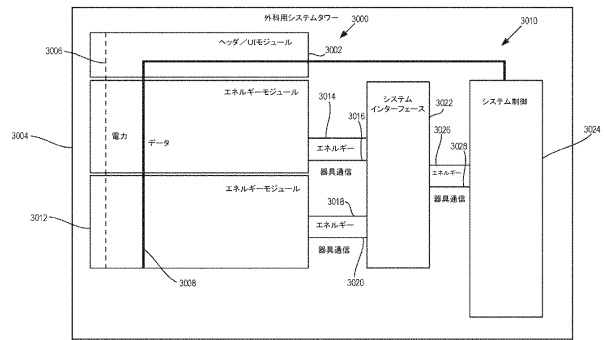 外科用システムタワー
3000
3006
ヘッダ／UIモジュール
3002
3010
エネルギーモジュール
3014
システム
インターフェース
3022
システム制御
3016
3026
3024
3004
電力
データ
エネルギー
3028
器具通信
エネルギー
器具通信
エネルギーモジュール
3018
3012
エネルギー
器具通信
3020
3008